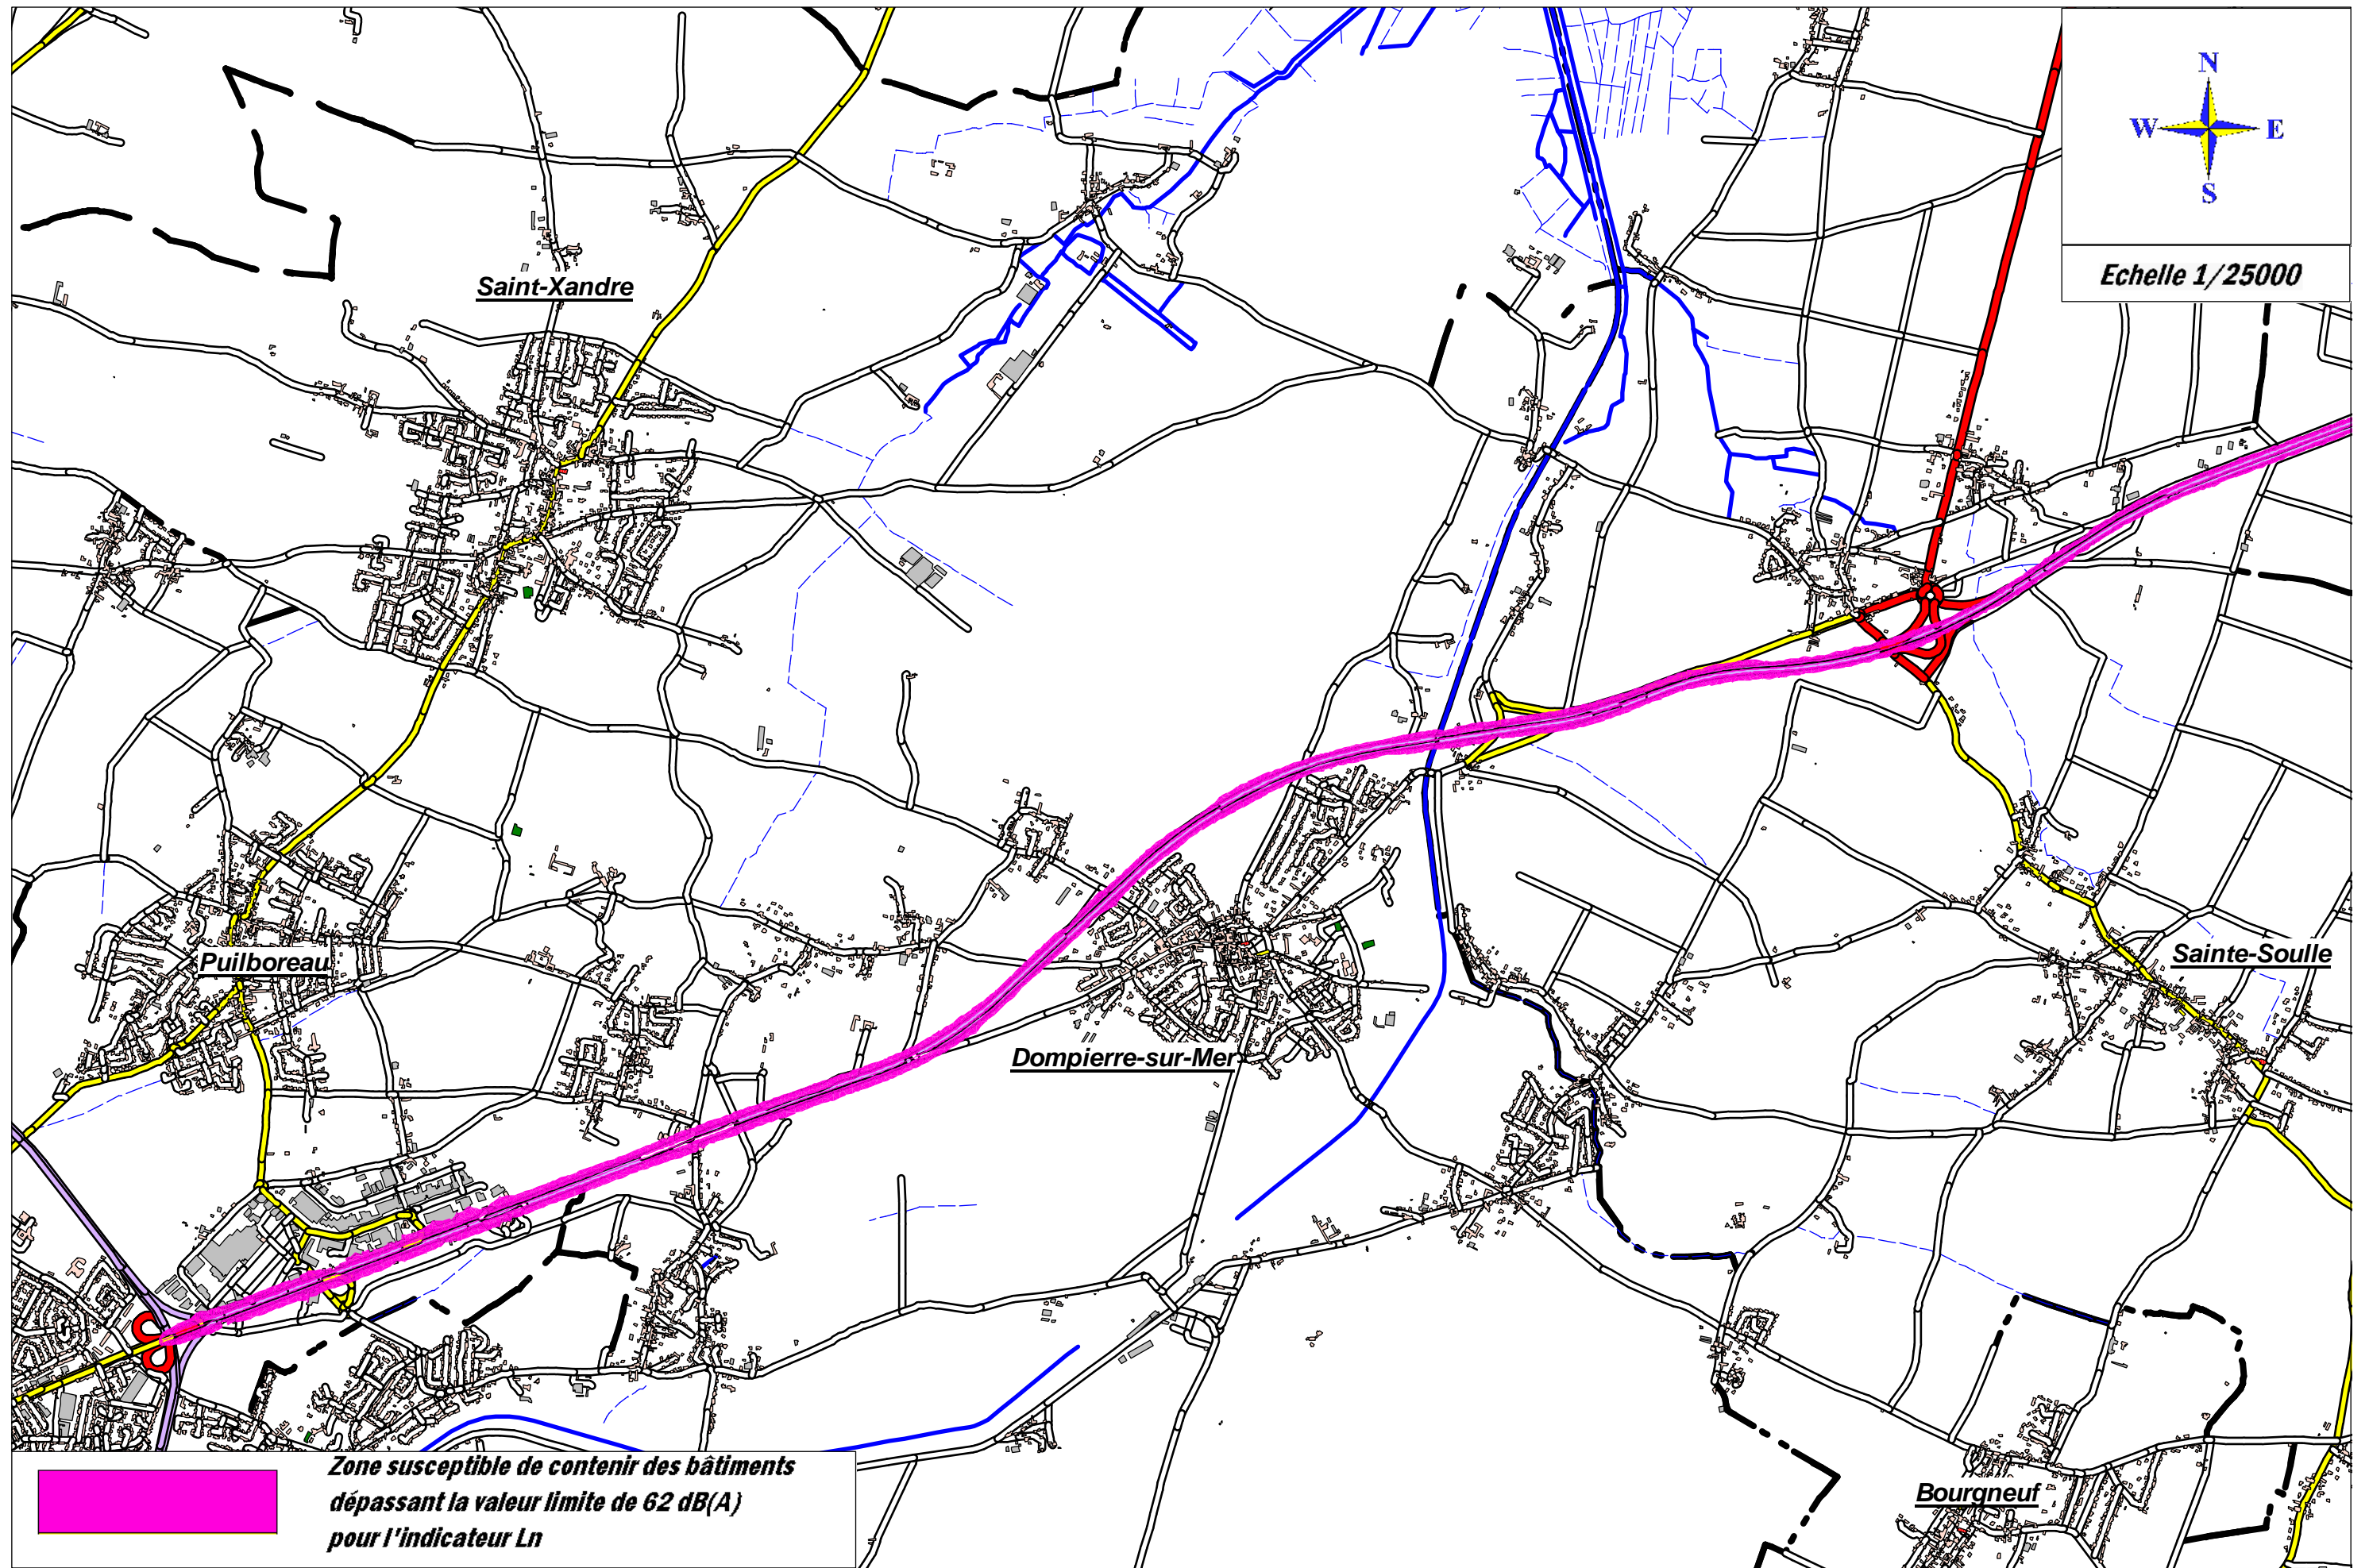 N
W E
S
Echelle 1/25000
Saint-Xandre
Puilboreau
Sainte-Soulle
Dompierre-sur-Mer
Bourgneuf
Zone susceptible de contenir des bâtiments
dépassant la valeur limite de 62 dB(A)
pour l'indicateur Ln